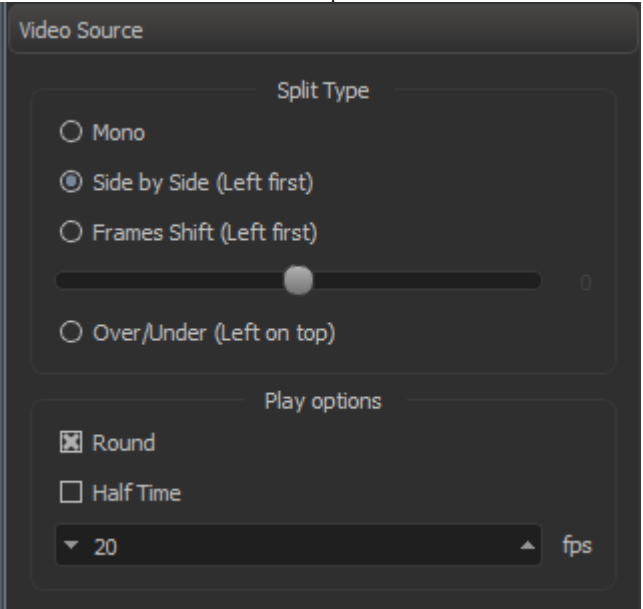 Video Source
Split Type
Mono
Side by Side (Left first)
Frames Shift (Left first)
0
Over/Under (Left on top)
Play options
Round
Half Time
20 fps